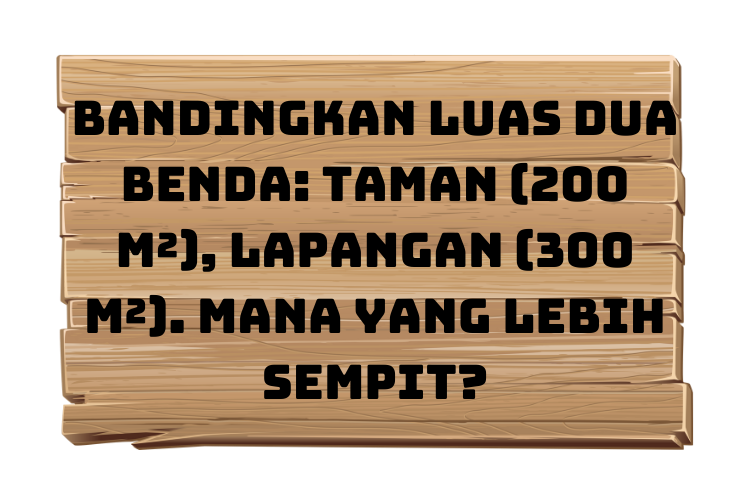 BANDINGKAN LUAS DUA
BENDA: TAMAN (200
M²), LAPANGAN (300
M²). MANA YANG LEBIH
SEMPIT?